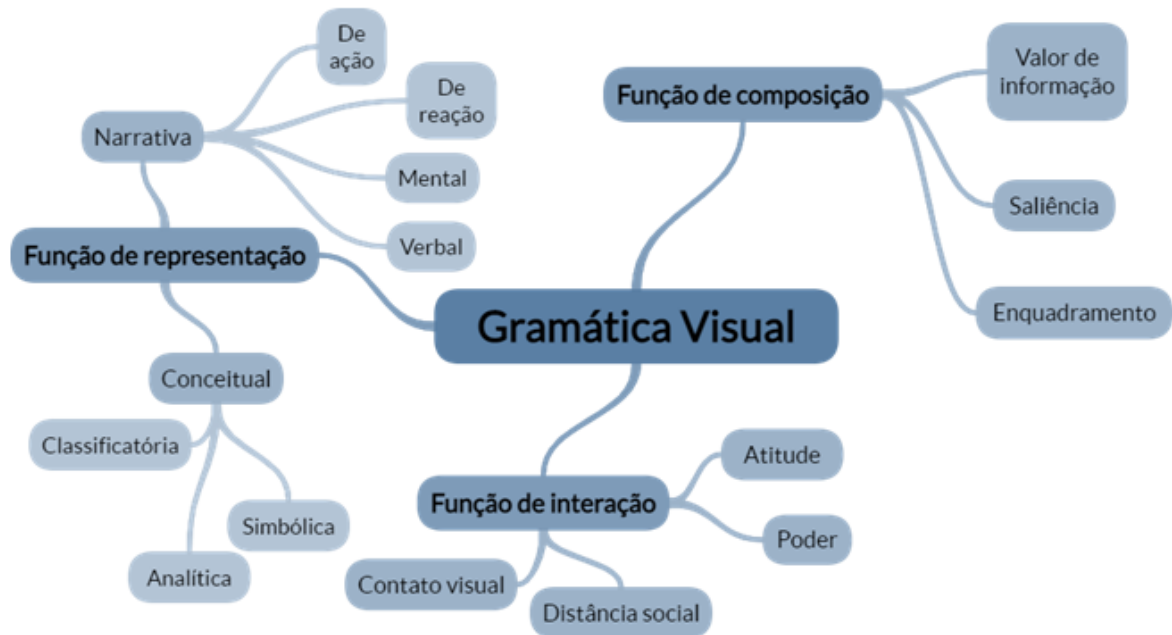 De
ação
De
reação
Narrativa
Mental
Verbal
Função de representação
Conceitual
Classificatória
Simbólica
Analítica
Gramática Visual
Função de composição
Valor de
informação
Saliência
Enquadramento
Função de interação
Atitude
Poder
Contato visual
Distância social